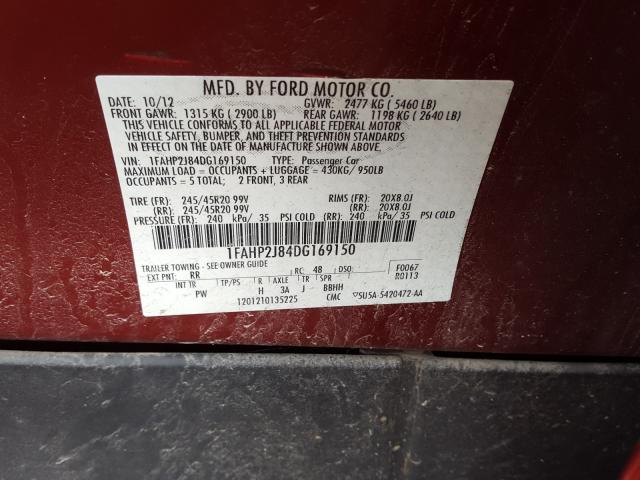 MFD. BY FORD MOTOR CO.
DATE: 10/12 GVWR: 2477 KG ( 5460 LB)
FRONT GAWR: 1315 KG ( 2900 LB) REAR GAWR: 1198 KG ( 2640 LB)
THIS VEHICLE CONFORMS TO ALL APPLICABLE FEDERAL MOTOR
VEHICLE SAFETY, BUMPER, AND THEFT PREVENTION STANDARDS
IN EFFECT ON THE DATE OF MANUFACTURE SHOWN ABOVE.
VIN: 1FAHP2J84DG169150 TYPE: Passenger Car
MAXIMUM LOAD = OCCUPANTS + LUGGAGE = 430KG/ 950LB
OCCUPANTS = 5 TOTAL; 2 FRONT, 3 REAR
TIRE (FR): 245/45R20 99V RIMS (FR): 20X8.0J
(RR): 245/45R20 99V (RR): 20X8.0J
PRESSURE (FR): 240 kPa/ 35 PSI COLD (RR): 240 kPa/ 35 PSI COLD
1FAHP2J84DG169150
TRAILER TOWING - SEE OWNER GUIDE F0067
EXT PNT: RR RC: 48 DSO: R0113
INT TR TP/PS R AXLE TR SPR
PW H 3A J BBHH
1201210135225 CMC ▽5U5A-5420472-AA